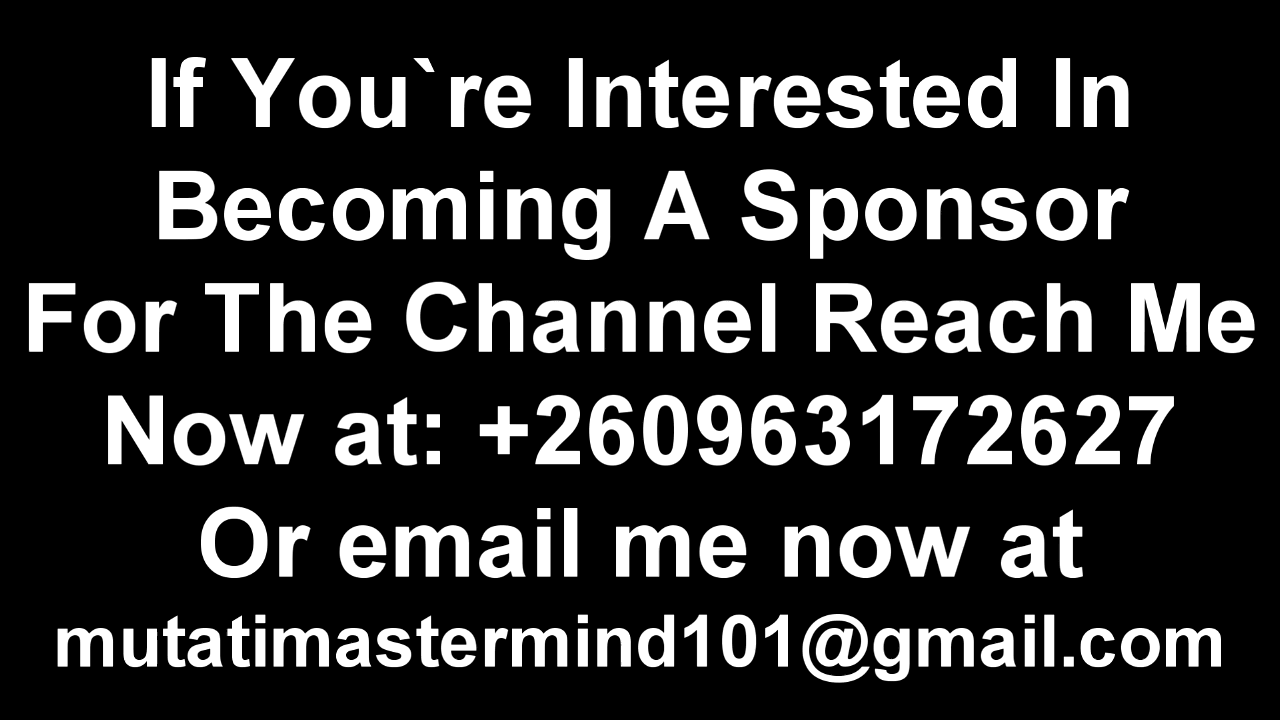 If You`re Interested In
Becoming A Sponsor
For The Channel Reach Me
Now at: +260963172627
Or email me now at
mutatimastermind101@gmail.com